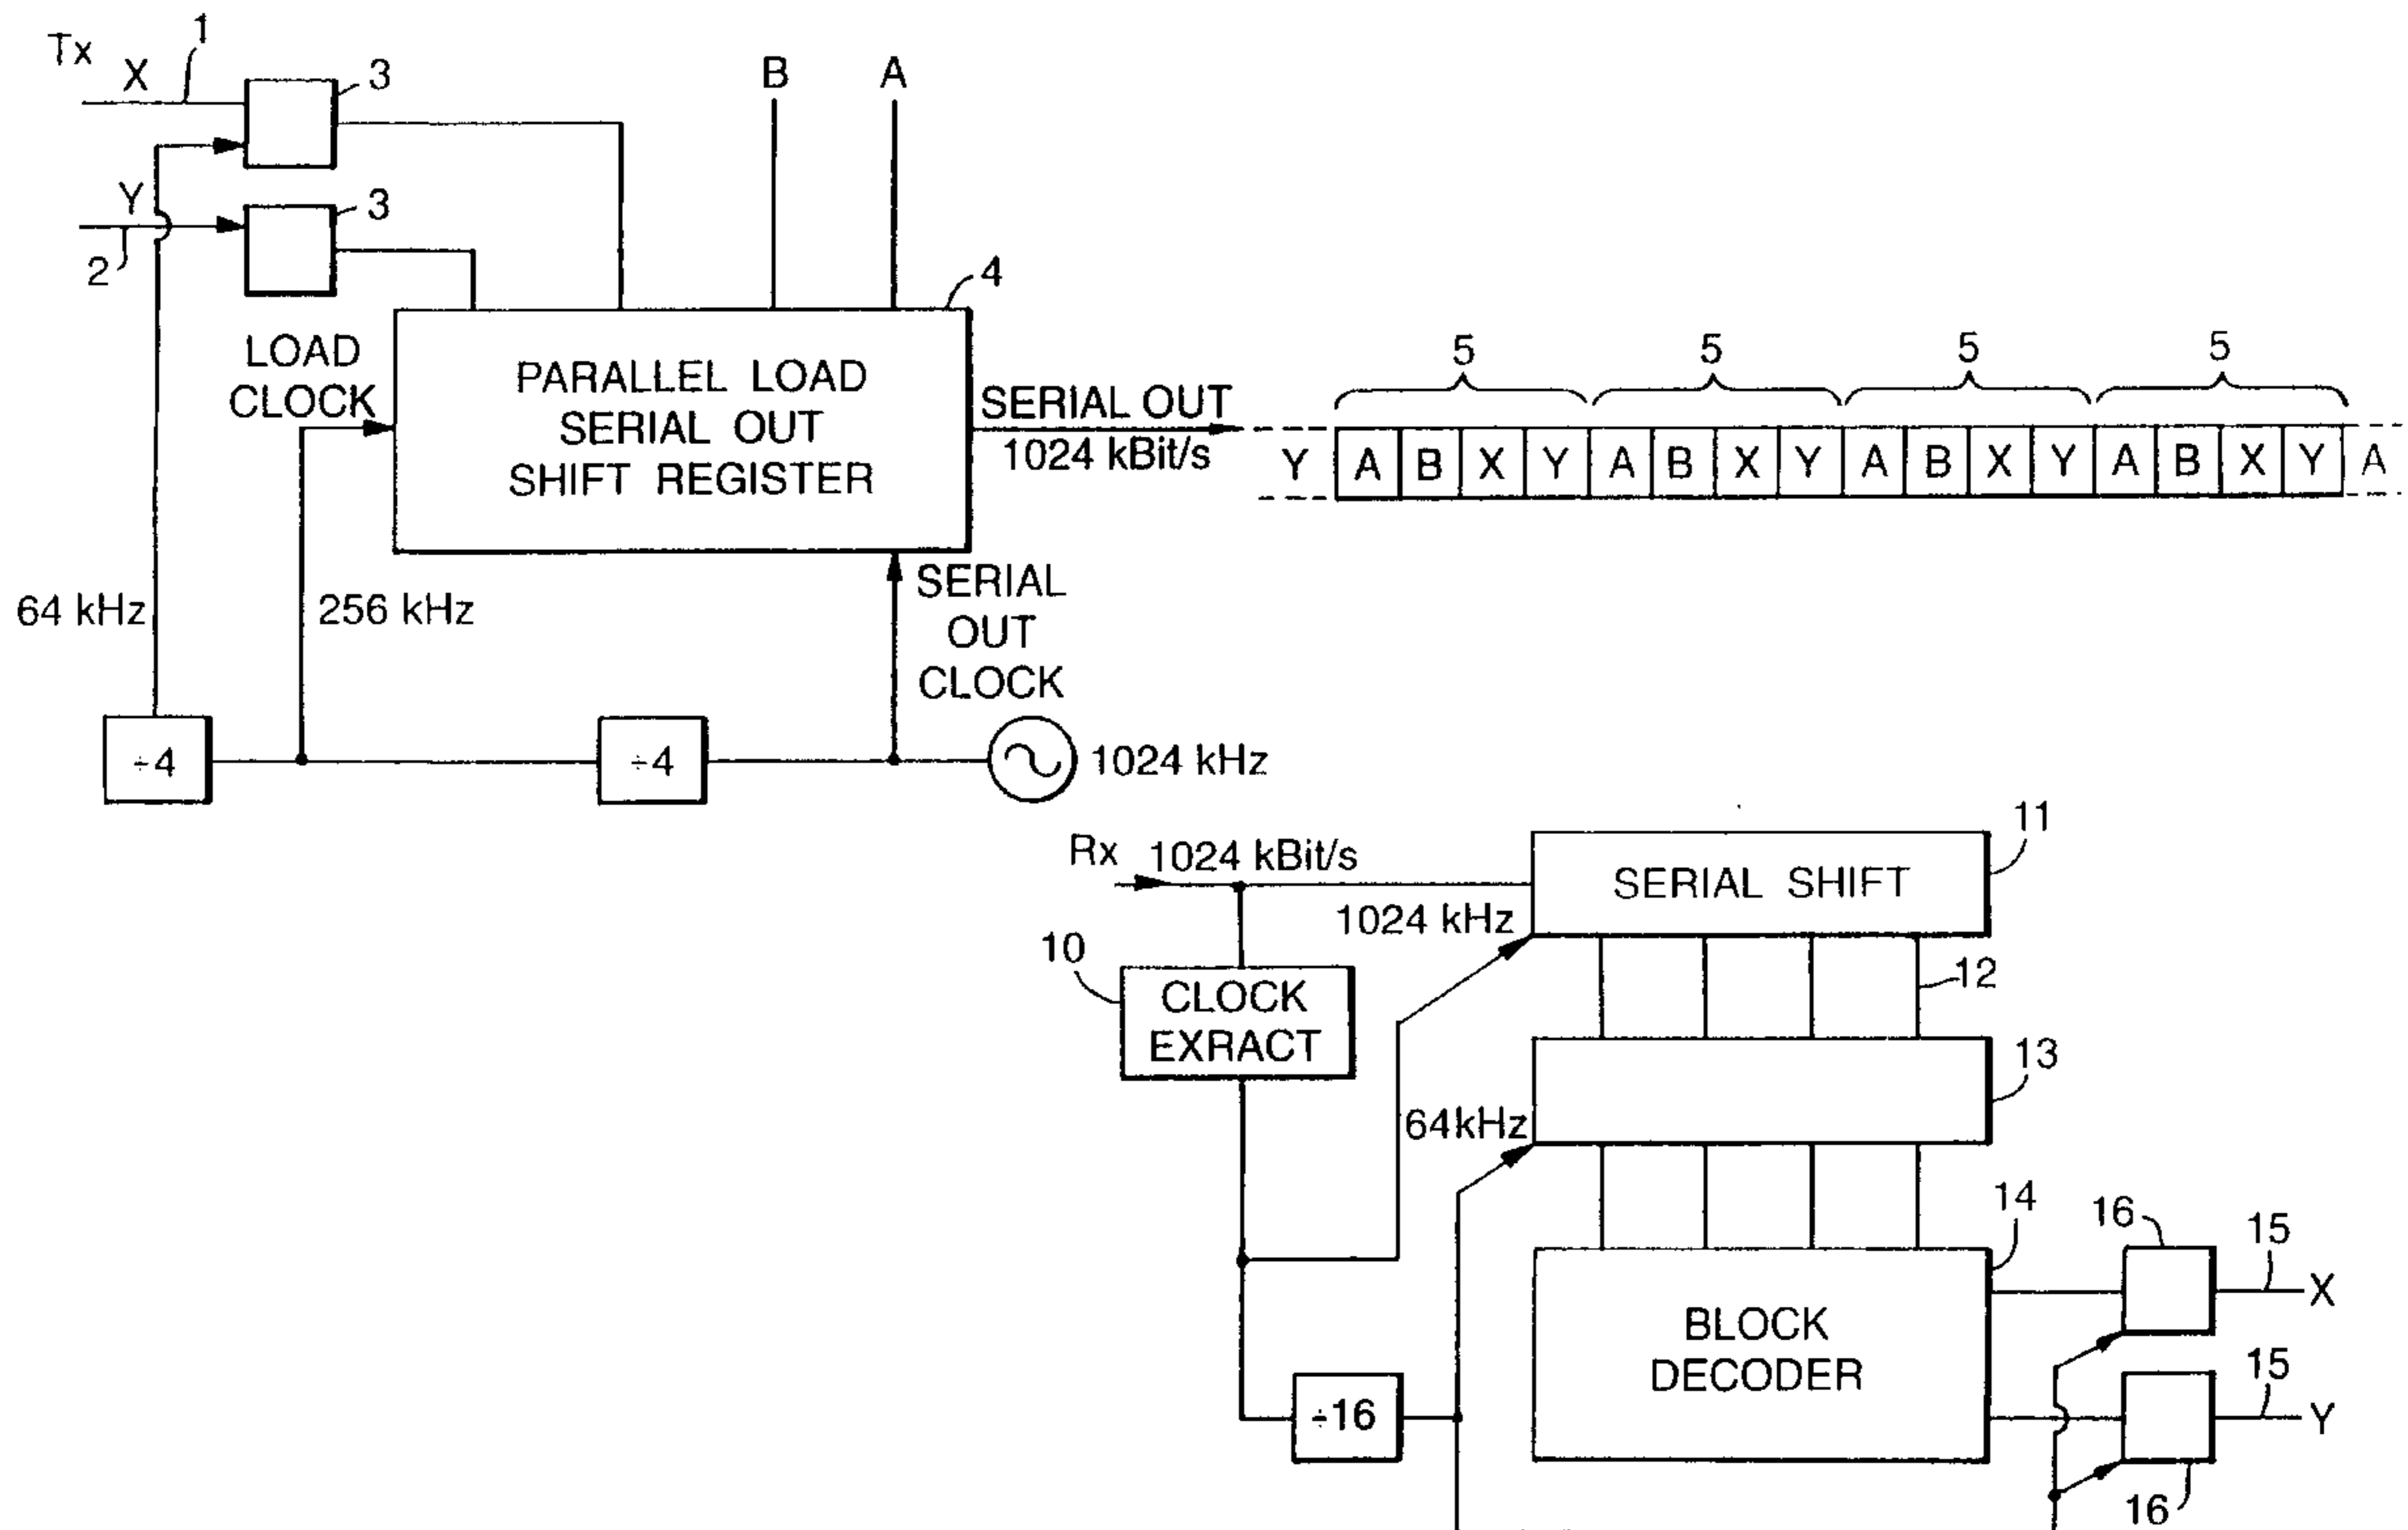 Tx
X
1
3
B
A
Y
3
2
4
LOAD
CLOCK
PARALLEL LOAD
SERIAL OUT
SHIFT REGISTER
SERIAL OUT
1024 kBit/s
5 5 5 5
Y A B X Y A B X Y A B X Y A B X Y A
64 kHz
256 kHz
SERIAL
OUT
CLOCK
÷4
÷4
1024 kHz
Rx 1024 kBit/s
SERIAL SHIFT
11
1024 kHz
10
CLOCK
EXRACT
12
13
64kHz
14
BLOCK
DECODER
16
15
X
÷16
15
Y
16